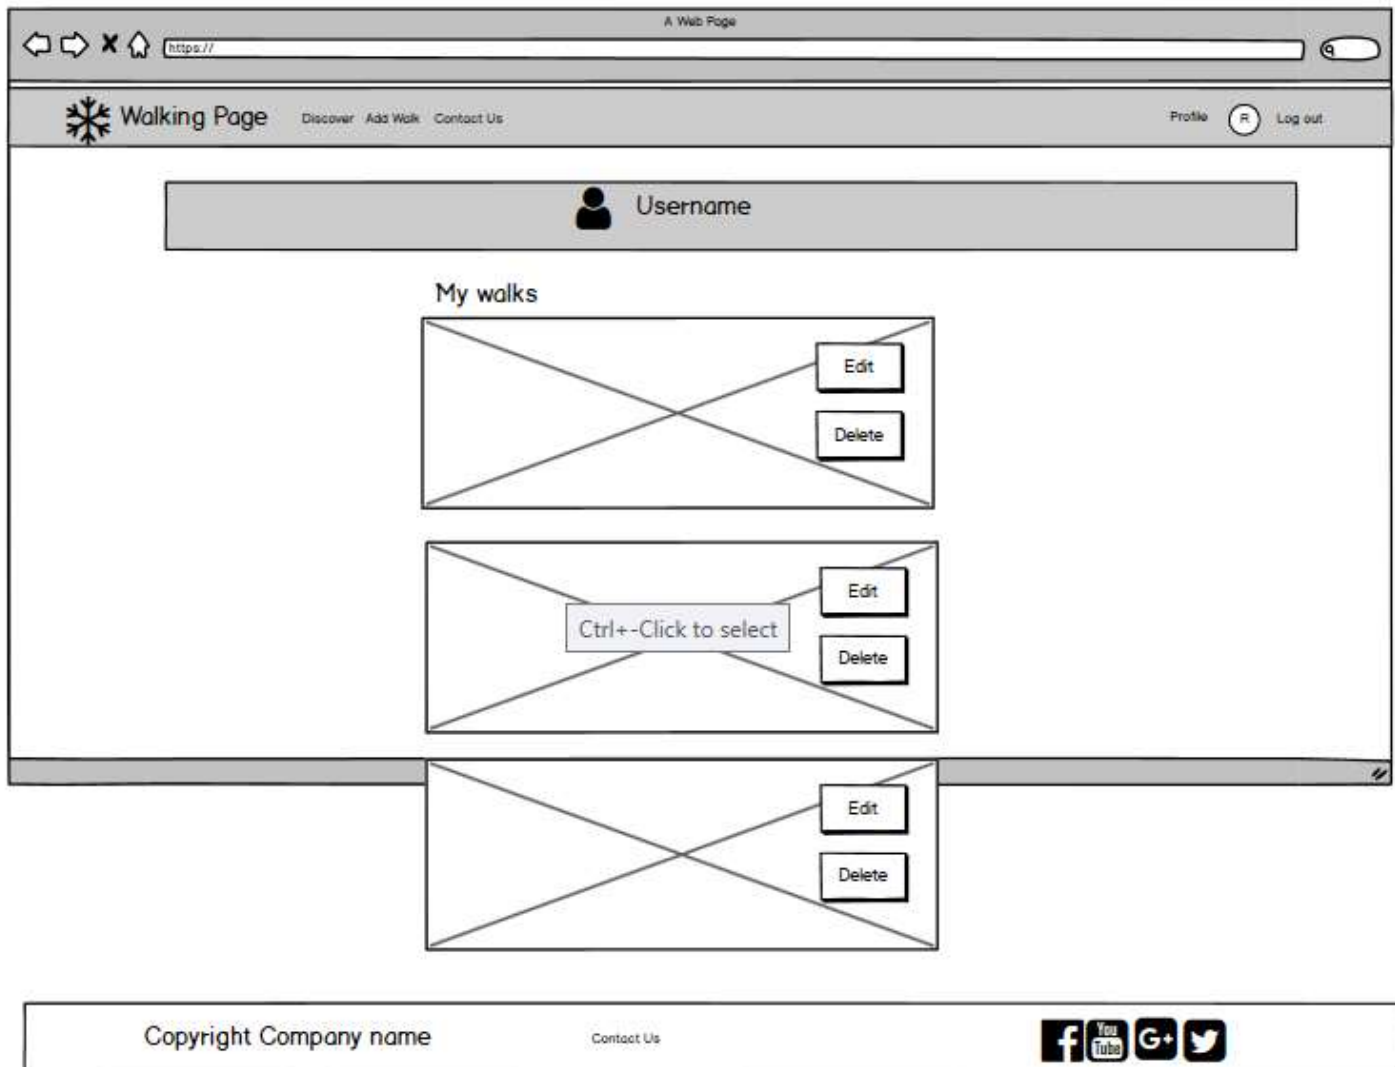 A Web Page
https://
Walking Page Discover Add Walk Contact Us Profile R Log out
Username
My walks
Edit
Delete
Edit
Ctrl+-Click to select
Delete
Edit
Delete
Copyright Company name Contact Us f You Tube G+